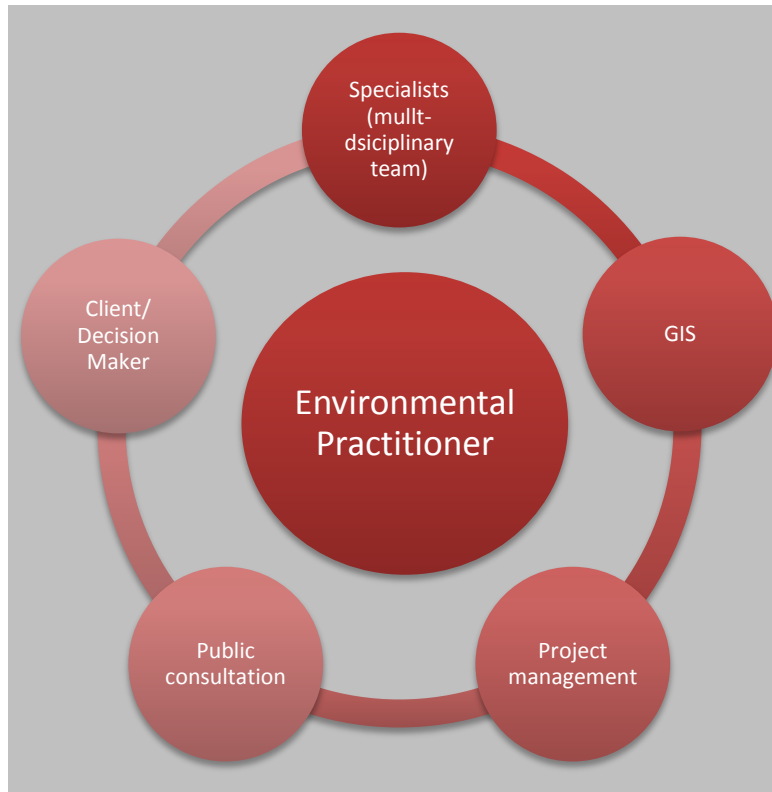 Specialists
(mullt-
dsiciplinary
team)
GIS
Project
management
Public
consultation
Client/
Decision
Maker
Environmental
Practitioner